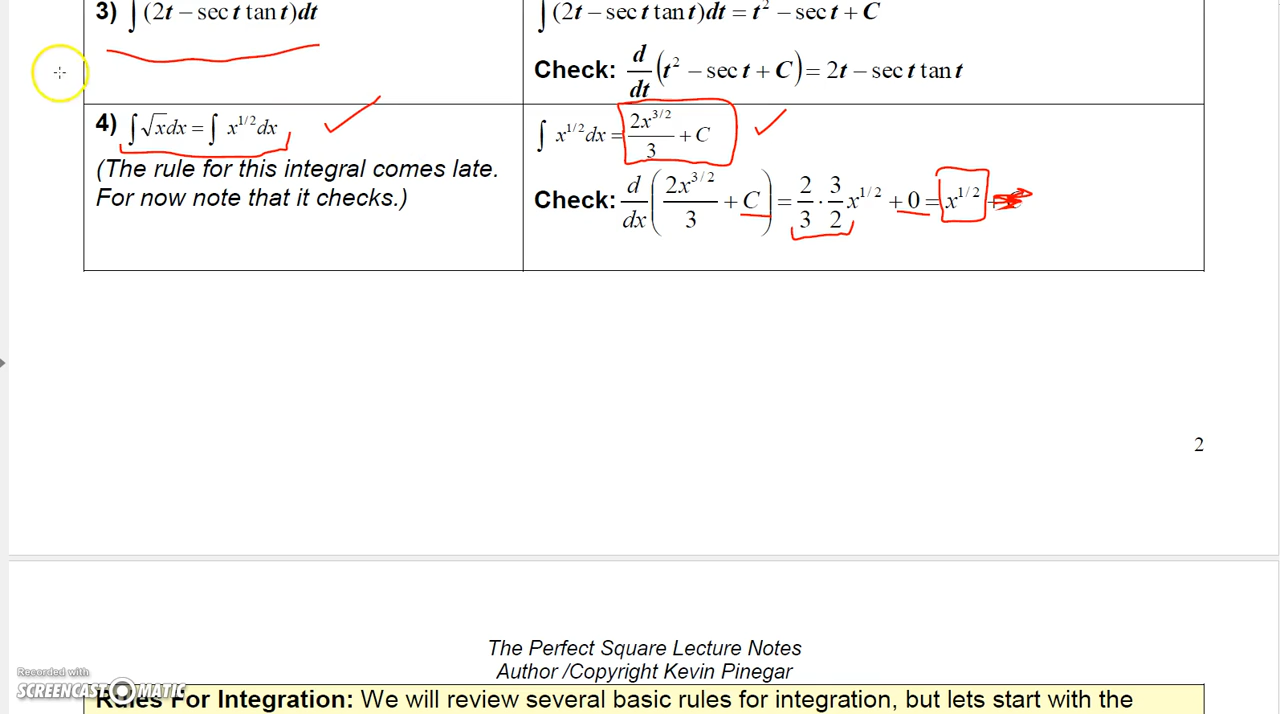 3) ∫(2t − sec t tan t)dt
∫(2t − sec t tan t)dt = t² − sec t + C
Check: d/dt (t² − sec t + C) = 2t − sec t tan t
4) ∫√x dx = ∫ x^{1/2} dx
(The rule for this integral comes late.
For now note that it checks.)
∫ x^{1/2} dx = 2x^{3/2}/3 + C
Check: d/dx (2x^{3/2}/3 + C) = 2/3 · 3/2 x^{1/2} + 0 = x^{1/2} +
2
The Perfect Square Lecture Notes
Author /Copyright Kevin Pinegar
Rules For Integration: We will review several basic rules for integration, but lets start with the
Recorded with
SCREENCAST-O-MATIC